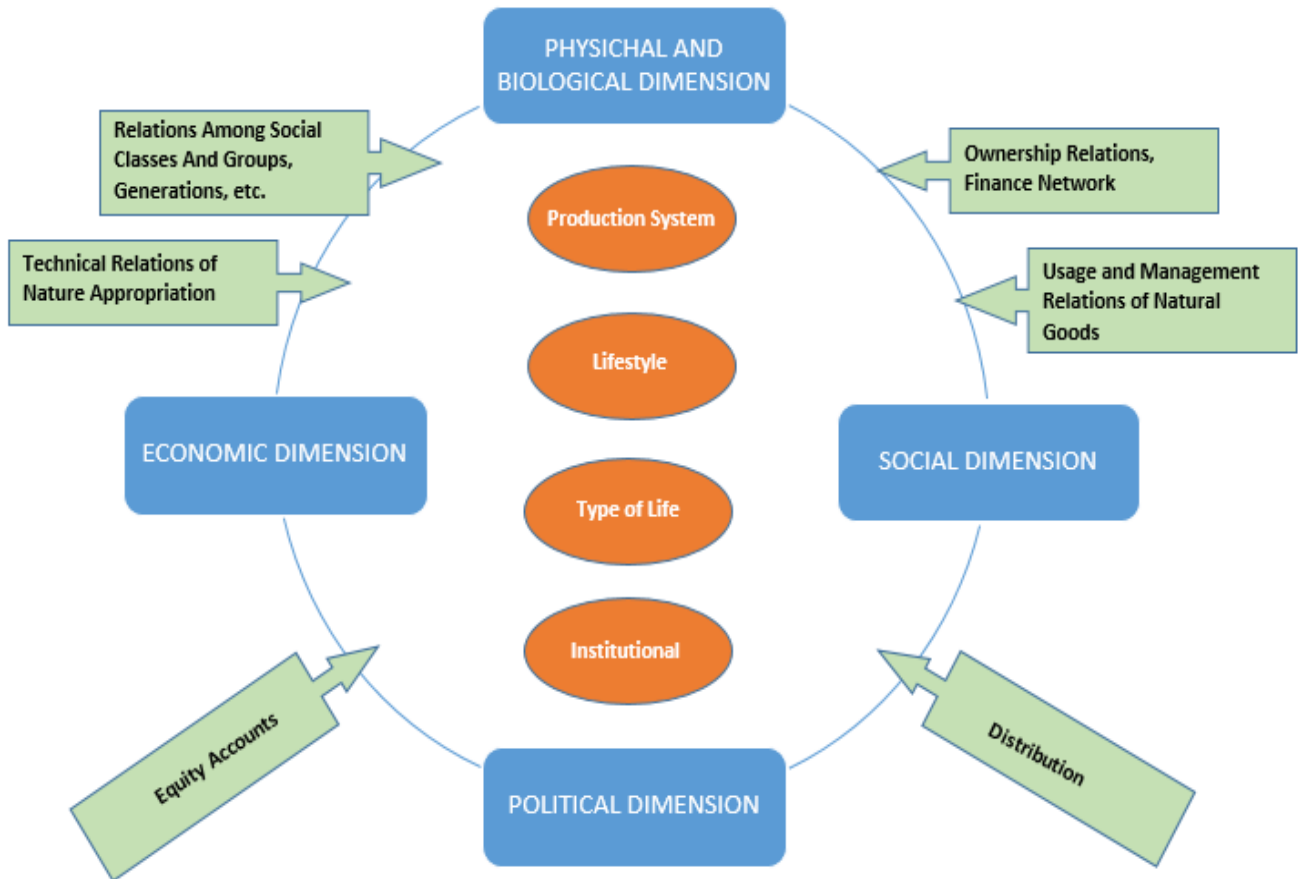 PHYSICHAL AND
BIOLOGICAL DIMENSION
Relations Among Social
Classes And Groups,
Generations, etc.
Ownership Relations,
Finance Network
Production System
Technical Relations of
Nature Appropriation
Usage and Management
Relations of Natural
Goods
Lifestyle
ECONOMIC DIMENSION
SOCIAL DIMENSION
Type of Life
Institutional
Equity Accounts
Distribution
POLITICAL DIMENSION